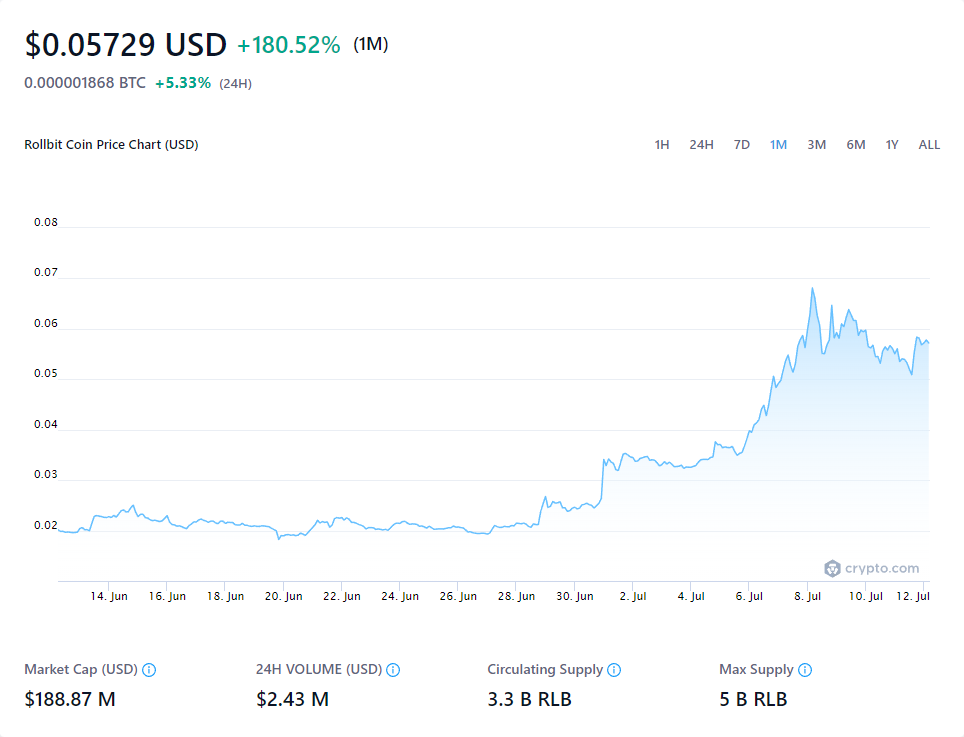 $0.05729 USD +180.52% (1M)
0.000001868 BTC +5.33% (24H)
Rollbit Coin Price Chart (USD)
1H 24H 7D 1M 3M 6M 1Y ALL
0.08
0.07
0.06
0.05
0.04
0.03
0.02
crypto.com
14. Jun 16. Jun 18. Jun 20. Jun 22. Jun 24. Jun 26. Jun 28. Jun 30. Jun 2. Jul 4. Jul 6. Jul 8. Jul 10. Jul 12. Jul
Market Cap (USD) 24H VOLUME (USD) Circulating Supply Max Supply
$188.87 M $2.43 M 3.3 B RLB 5 B RLB